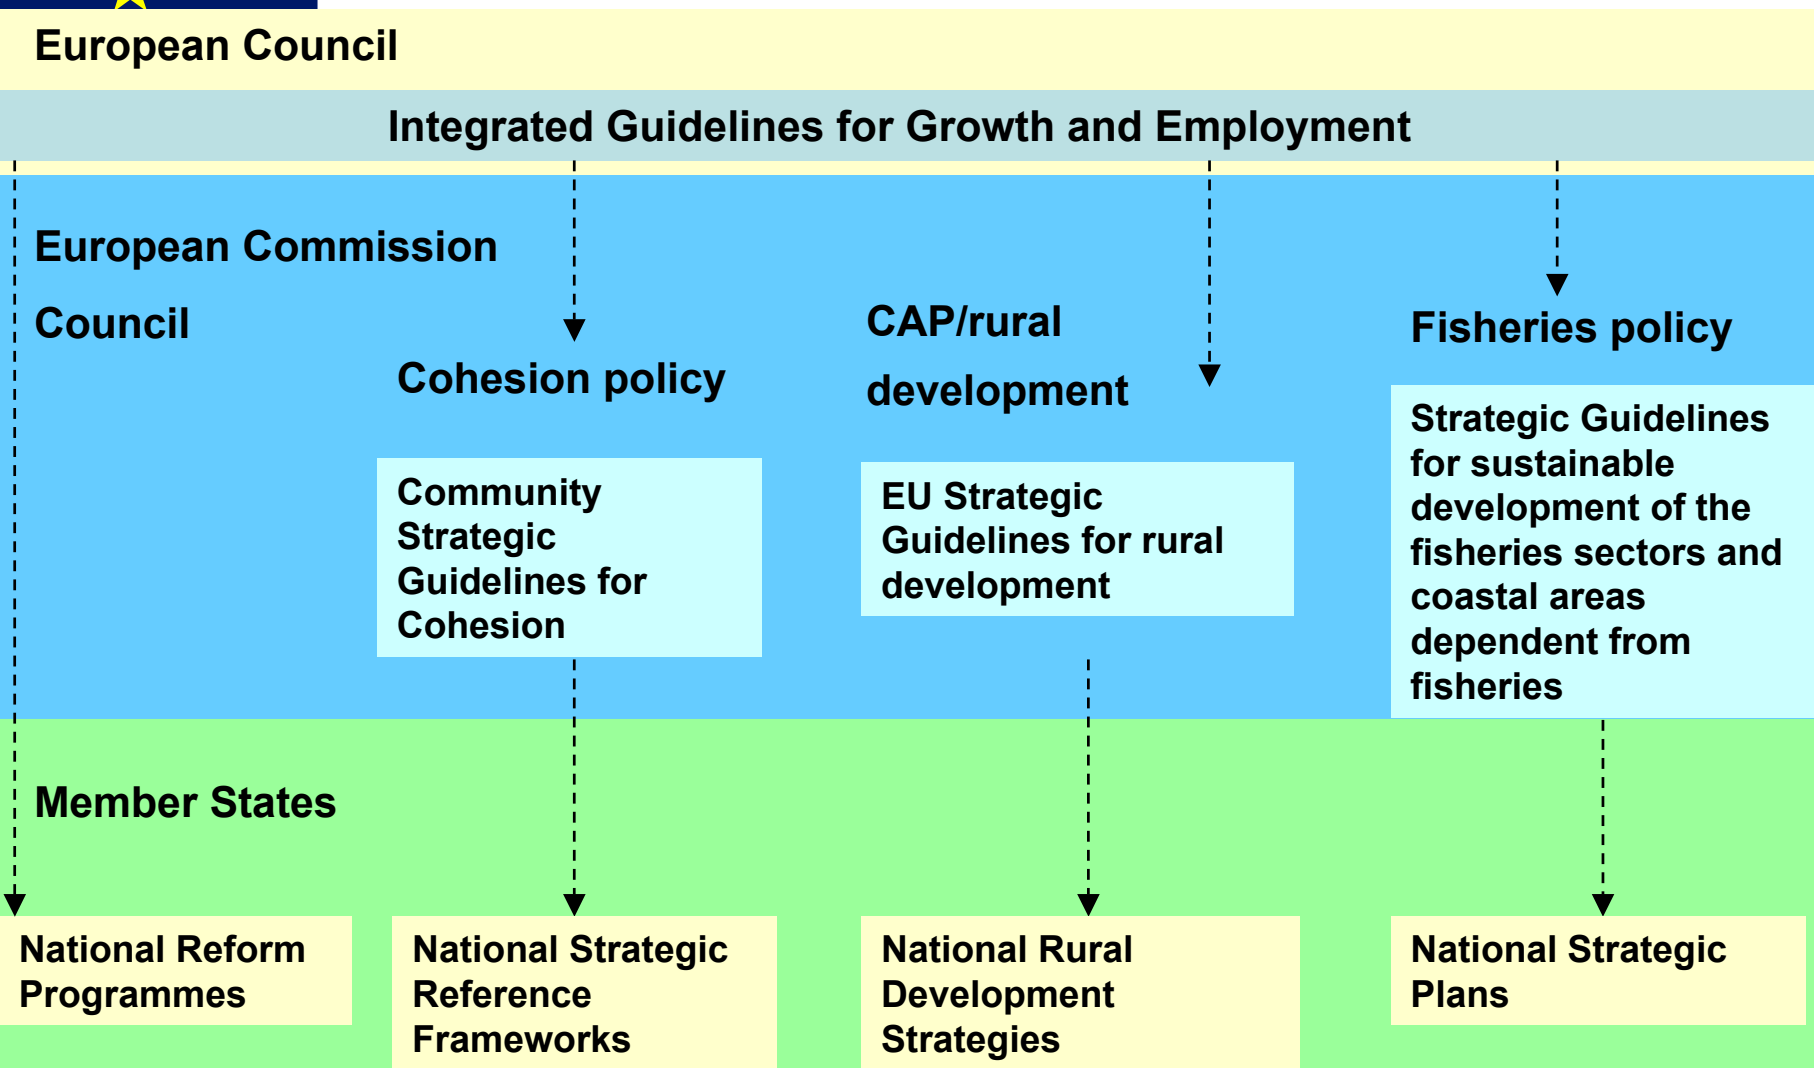 European Council
Integrated Guidelines for Growth and Employment
European Commission
Council
Cohesion policy
CAP/rural
development
Fisheries policy
Community
Strategic
Guidelines for
Cohesion
EU Strategic
Guidelines for rural
development
Strategic Guidelines
for sustainable
development of the
fisheries sectors and
coastal areas
dependent from
fisheries
Member States
National Reform
Programmes
National Strategic
Reference
Frameworks
National Rural
Development
Strategies
National Strategic
Plans